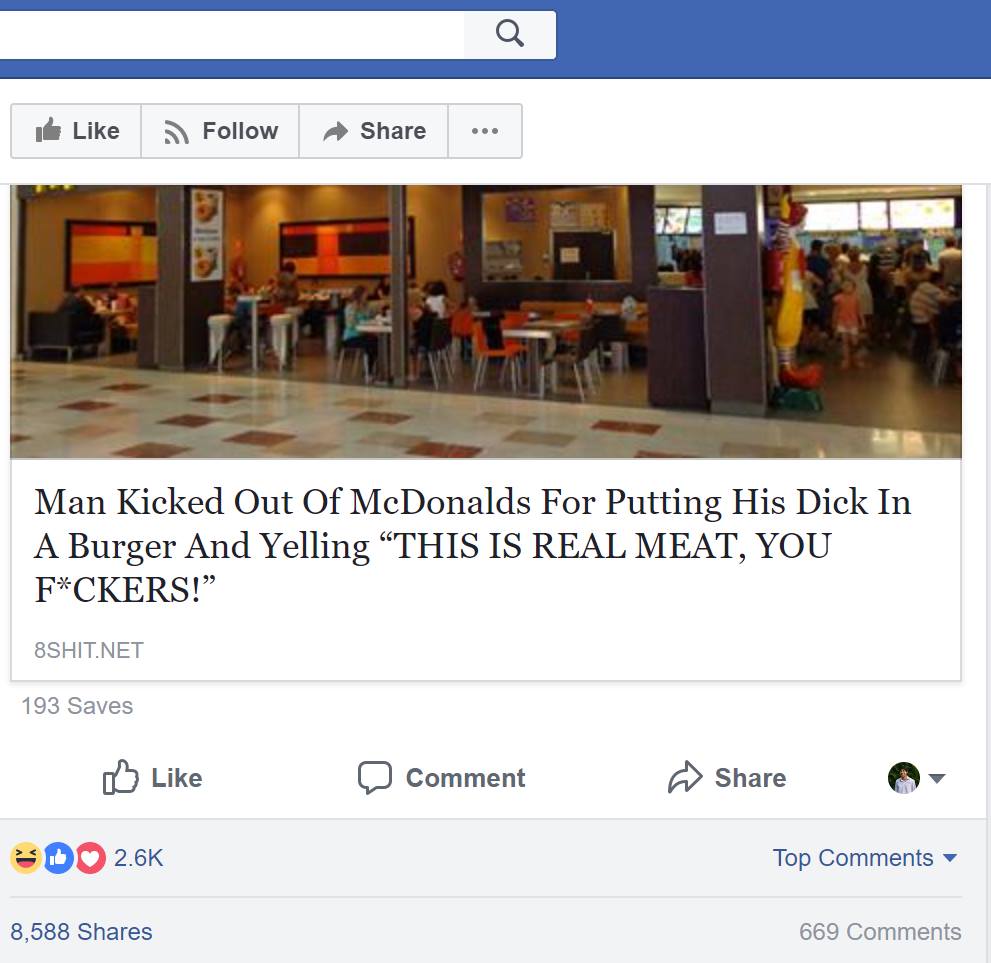 Like
Follow
Share
Man Kicked Out Of McDonalds For Putting His Dick In
A Burger And Yelling “THIS IS REAL MEAT, YOU
F*CKERS!”
8SHIT.NET
193 Saves
Like
Comment
Share
2.6K
Top Comments
8,588 Shares
669 Comments